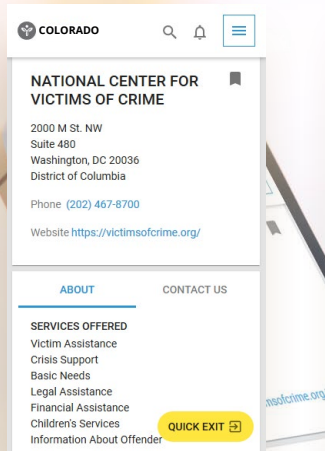 COLORADO
NATIONAL CENTER FOR
VICTIMS OF CRIME
2000 M St. NW
Suite 480
Washington, DC 20036
District of Columbia
Phone (202) 467-8700
Website https://victimsofcrime.org/
ABOUT CONTACT US
SERVICES OFFERED
Victim Assistance
Crisis Support
Basic Needs
Legal Assistance
Financial Assistance
Children's Services
Information About Offender
QUICK EXIT
msofcrime.org